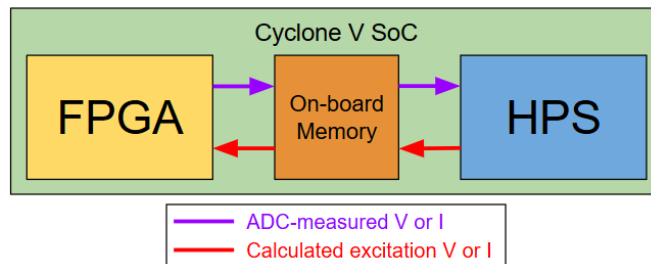 Cyclone V SoC
FPGA
On-board
Memory
HPS
ADC-measured V or I
Calculated excitation V or I